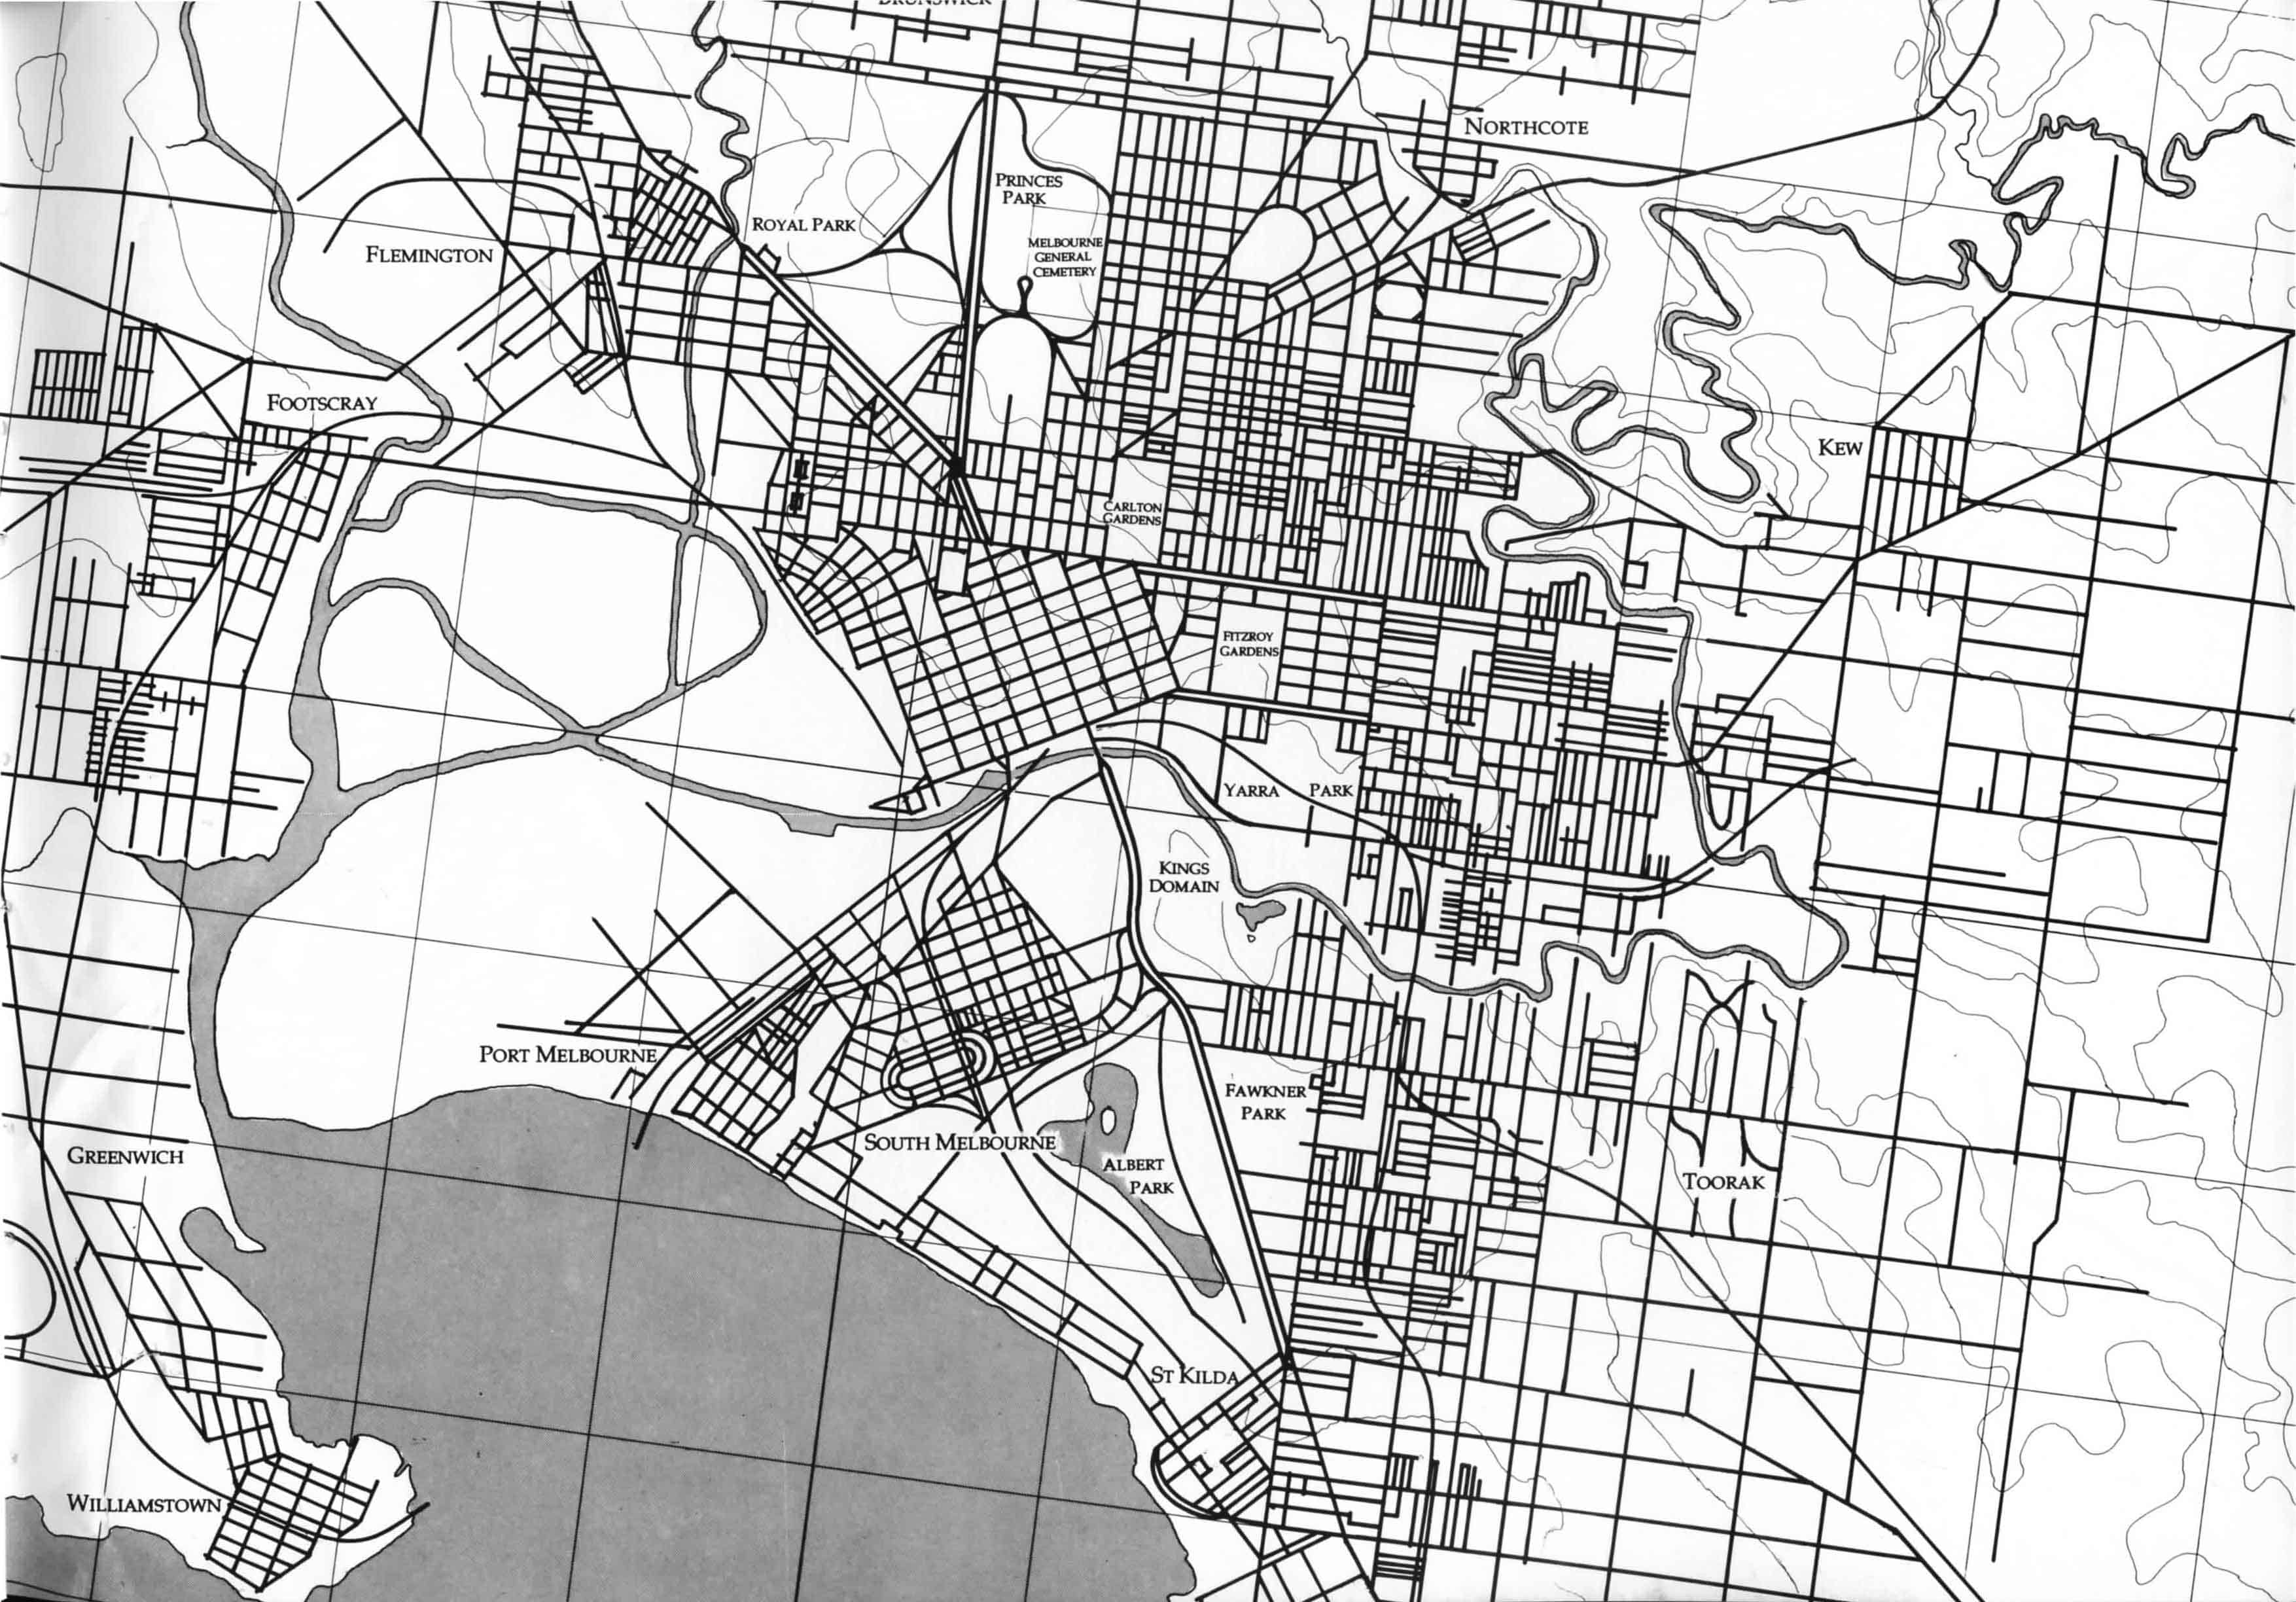 BRUNSWICK
NORTHCOTE
PRINCES
PARK
ROYAL PARK
MELBOURNE
GENERAL
CEMETERY
FLEMINGTON
FOOTSCRAY
KEW
CARLTON
GARDENS
FITZROY
GARDENS
YARRA PARK
KINGS
DOMAIN
PORT MELBOURNE
FAWKNER
PARK
SOUTH MELBOURNE
GREENWICH
ALBERT
PARK
TOORAK
ST KILDA
WILLIAMSTOWN